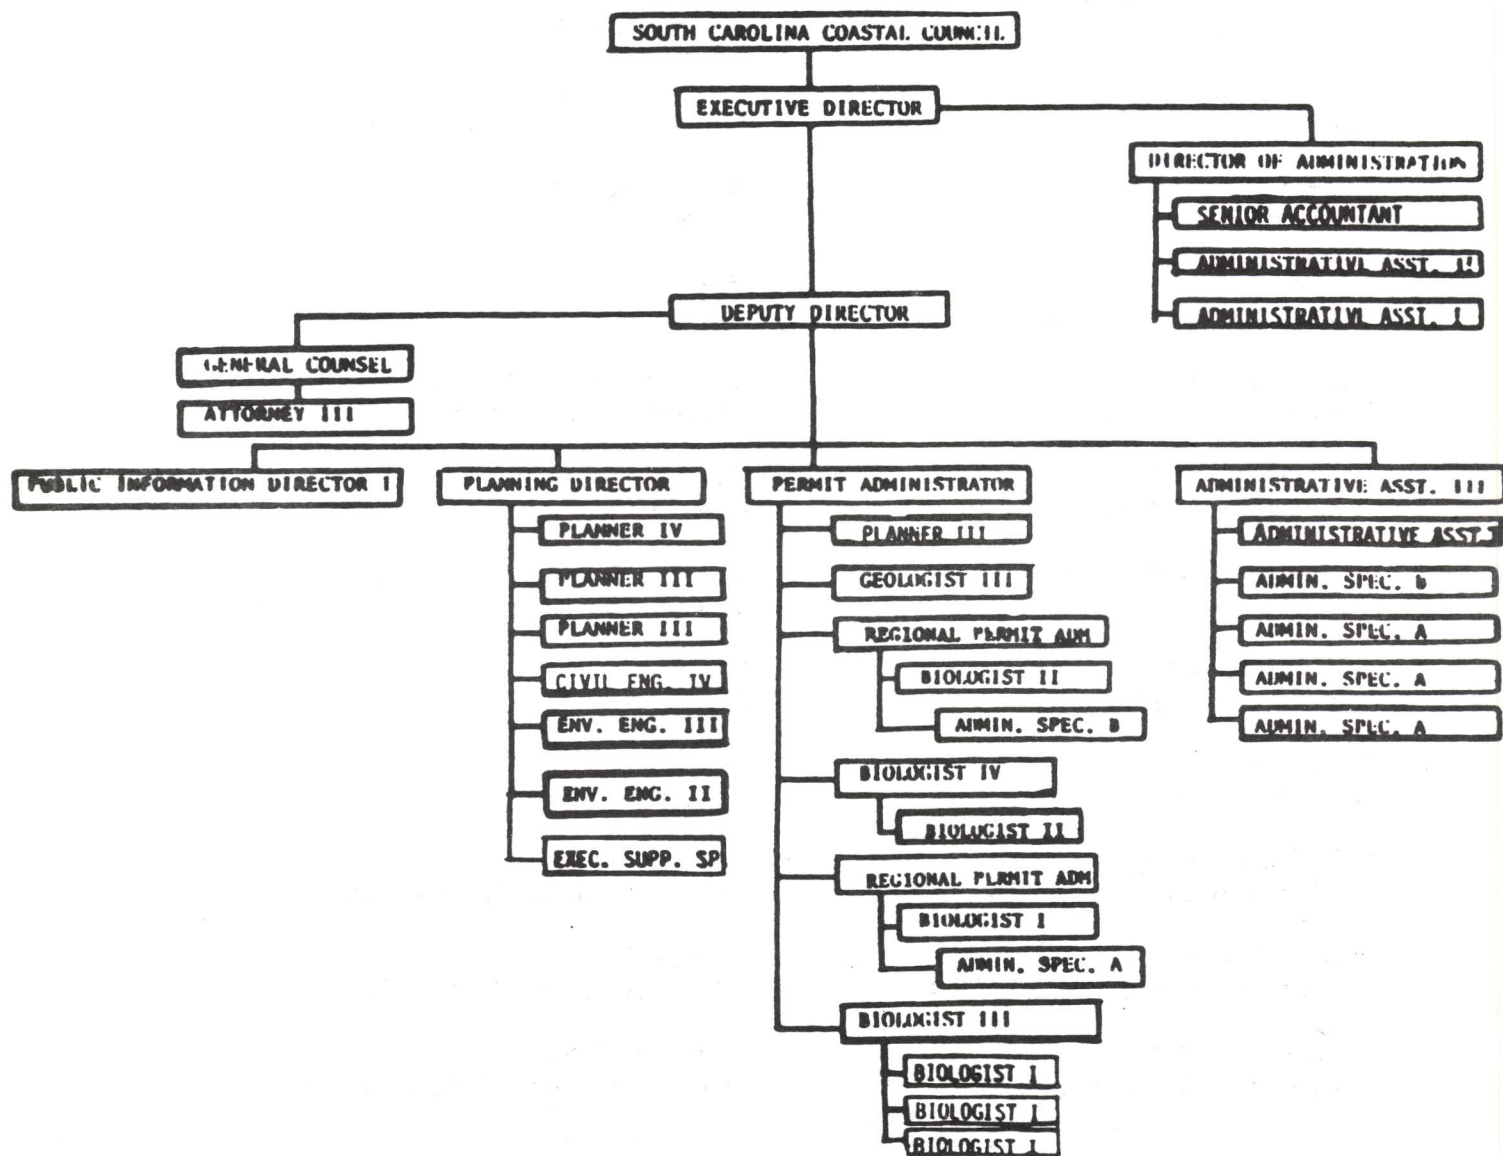 SOUTH CAROLINA COASTAL COUNCIL
EXECUTIVE DIRECTOR
DIRECTOR OF ADMINISTRATION
SENIOR ACCOUNTANT
ADMINISTRATIVE ASST. II
ADMINISTRATIVE ASST. I
DEPUTY DIRECTOR
GENERAL COUNSEL
ATTORNEY III
PUBLIC INFORMATION DIRECTOR I
PLANNING DIRECTOR
PLANNER IV
PLANNER III
PLANNER III
CIVIL ENG. IV
ENV. ENG. III
ENV. ENG. II
EXEC. SUPP. SP
PERMIT ADMINISTRATOR
PLANNER III
GEOLOGIST III
REGIONAL PERMIT ADM
BIOLOGIST II
ADMIN. SPEC. B
BIOLOGIST IV
BIOLOGIST II
REGIONAL PERMIT ADM
BIOLOGIST I
ADMIN. SPEC. A
BIOLOGIST III
BIOLOGIST I
BIOLOGIST I
BIOLOGIST I
ADMINISTRATIVE ASST. III
ADMINISTRATIVE ASST
ADMIN. SPEC. B
ADMIN. SPEC. A
ADMIN. SPEC. A
ADMIN. SPEC. A